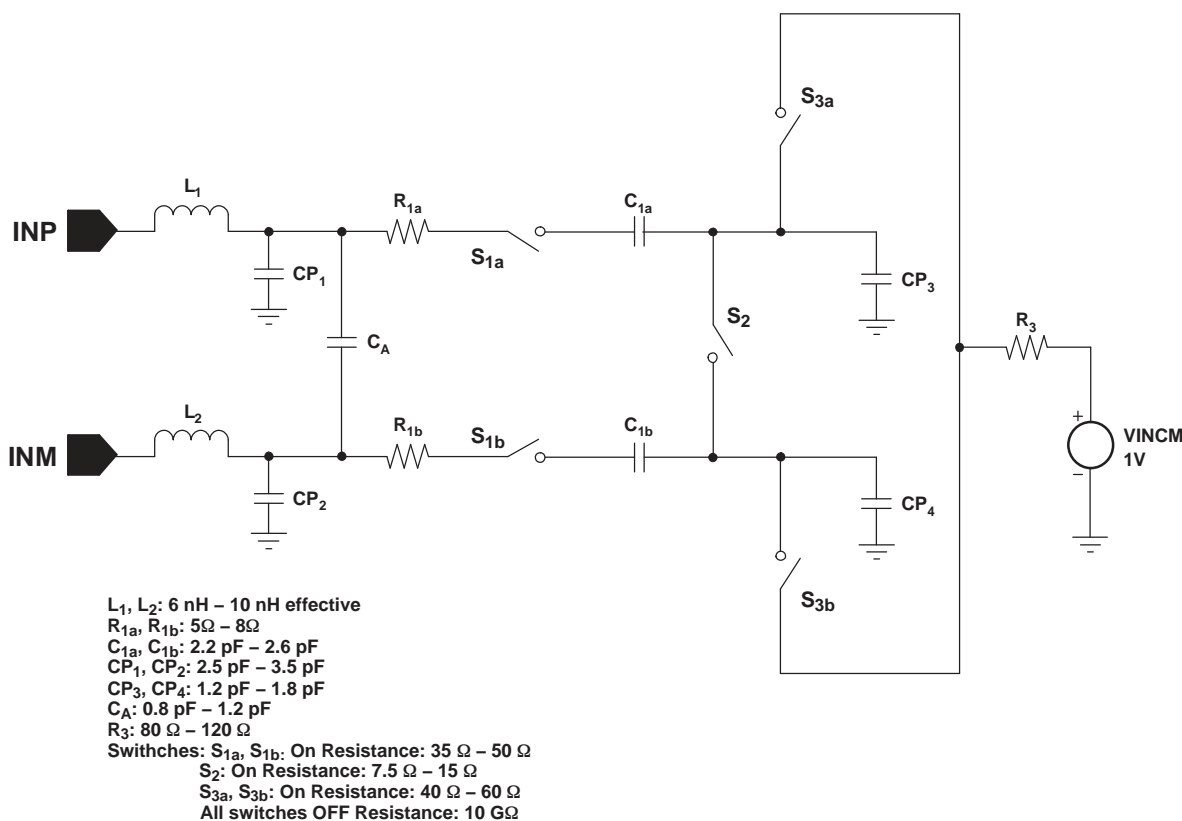 S3a
L1
R1a
C1a
INP
S1a
CP1
CP3
S2
R3
CA
L2
R1b
S1b
C1b
+
VINCM
1V
–
INM
CP2
CP4
S3b
L1, L2: 6 nH – 10 nH effective
R1a, R1b: 5Ω – 8Ω
C1a, C1b: 2.2 pF – 2.6 pF
CP1, CP2: 2.5 pF – 3.5 pF
CP3, CP4: 1.2 pF – 1.8 pF
CA: 0.8 pF – 1.2 pF
R3: 80 Ω – 120 Ω
Swithches: S1a, S1b: On Resistance: 35 Ω – 50 Ω
S2: On Resistance: 7.5 Ω – 15 Ω
S3a, S3b: On Resistance: 40 Ω – 60 Ω
All switches OFF Resistance: 10 GΩ